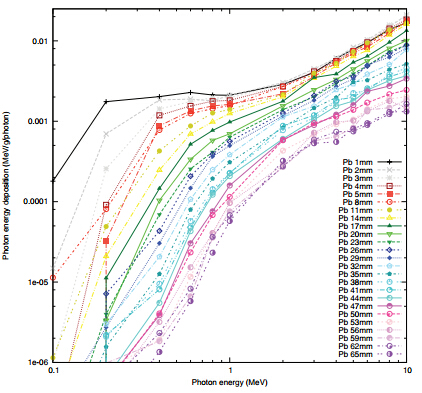 Photon energy deposition (MeV/g/photon)
0.01
0.001
0.0001
1e-05
1e-06
Pb 1mm
Pb 2mm
Pb 3mm
Pb 4mm
Pb 5mm
Pb 8mm
Pb 11mm
Pb 14mm
Pb 17mm
Pb 20mm
Pb 23mm
Pb 26mm
Pb 29mm
Pb 32mm
Pb 35mm
Pb 38mm
Pb 41mm
Pb 44mm
Pb 47mm
Pb 50mm
Pb 53mm
Pb 56mm
Pb 59mm
Pb 62mm
Pb 65mm
0.1
1
10
Photon energy (MeV)